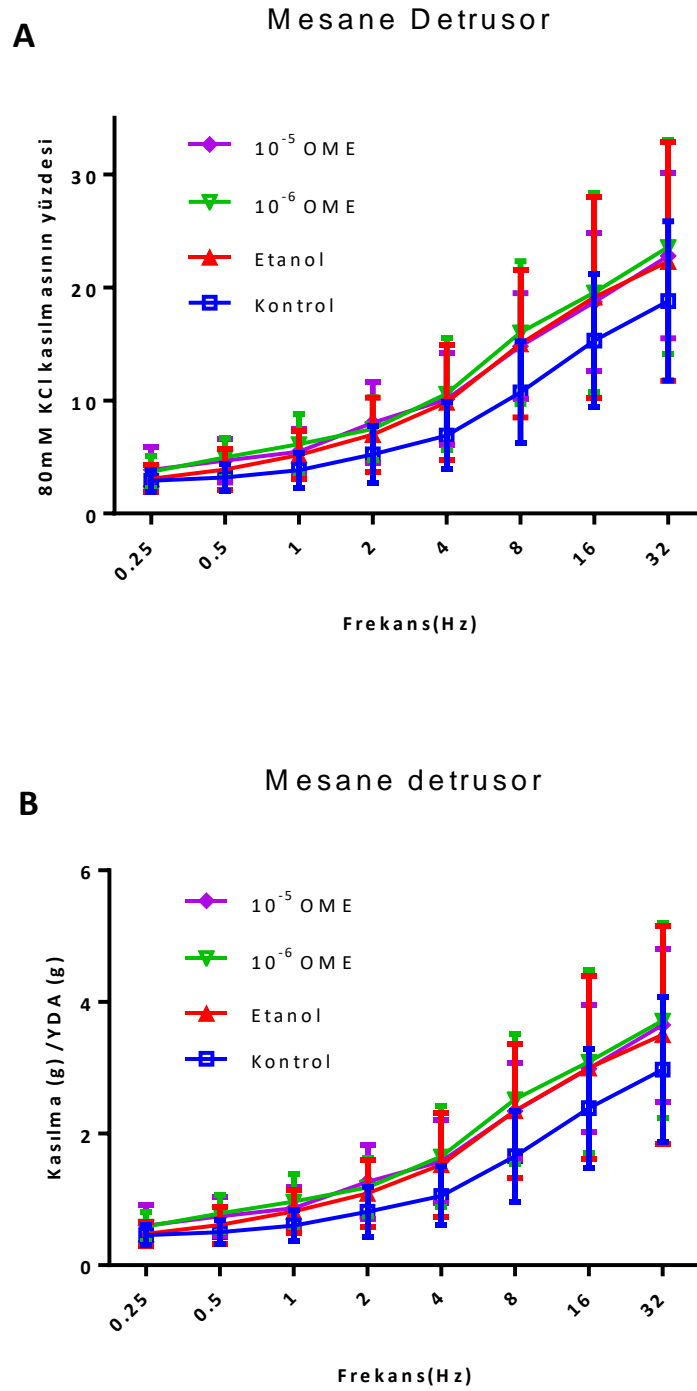 A
Mesane Detrusor
80mM KCl kasılmasının yüzdesi
30
20
10
0
10⁻⁵ OME
10⁻⁶ OME
Etanol
Kontrol
0.25
0.5
1
2
4
8
16
32
Frekans(Hz)
B
Mesane detrusor
Kasılma (g) /YDA (g)
6
4
2
0
10⁻⁵ OME
10⁻⁶ OME
Etanol
Kontrol
0.25
0.5
1
2
4
8
16
32
Frekans(Hz)